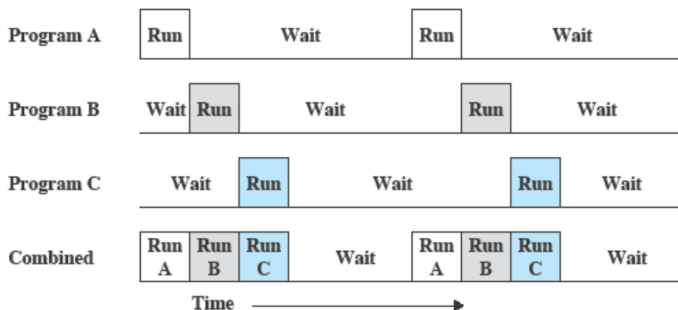 Program A Run Wait Run Wait
Program B Wait Run Wait Run Wait
Program C Wait Run Wait Run Wait
Combined Run A Run B Run C Wait Run A Run B Run C Wait
Time